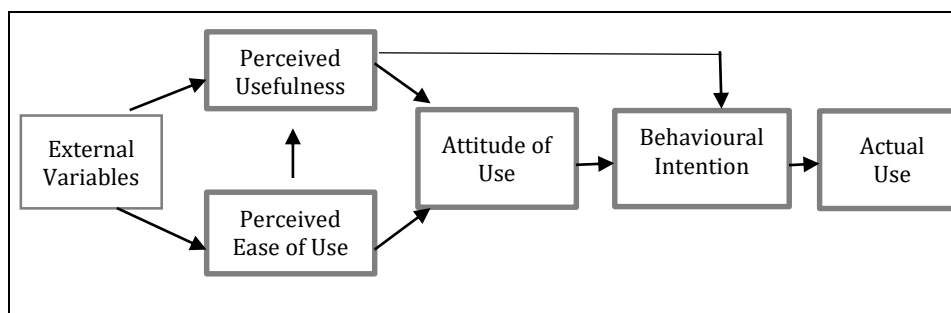 Perceived
Usefulness
External
Variables
Perceived
Ease of Use
Attitude of
Use
Behavioural
Intention
Actual
Use